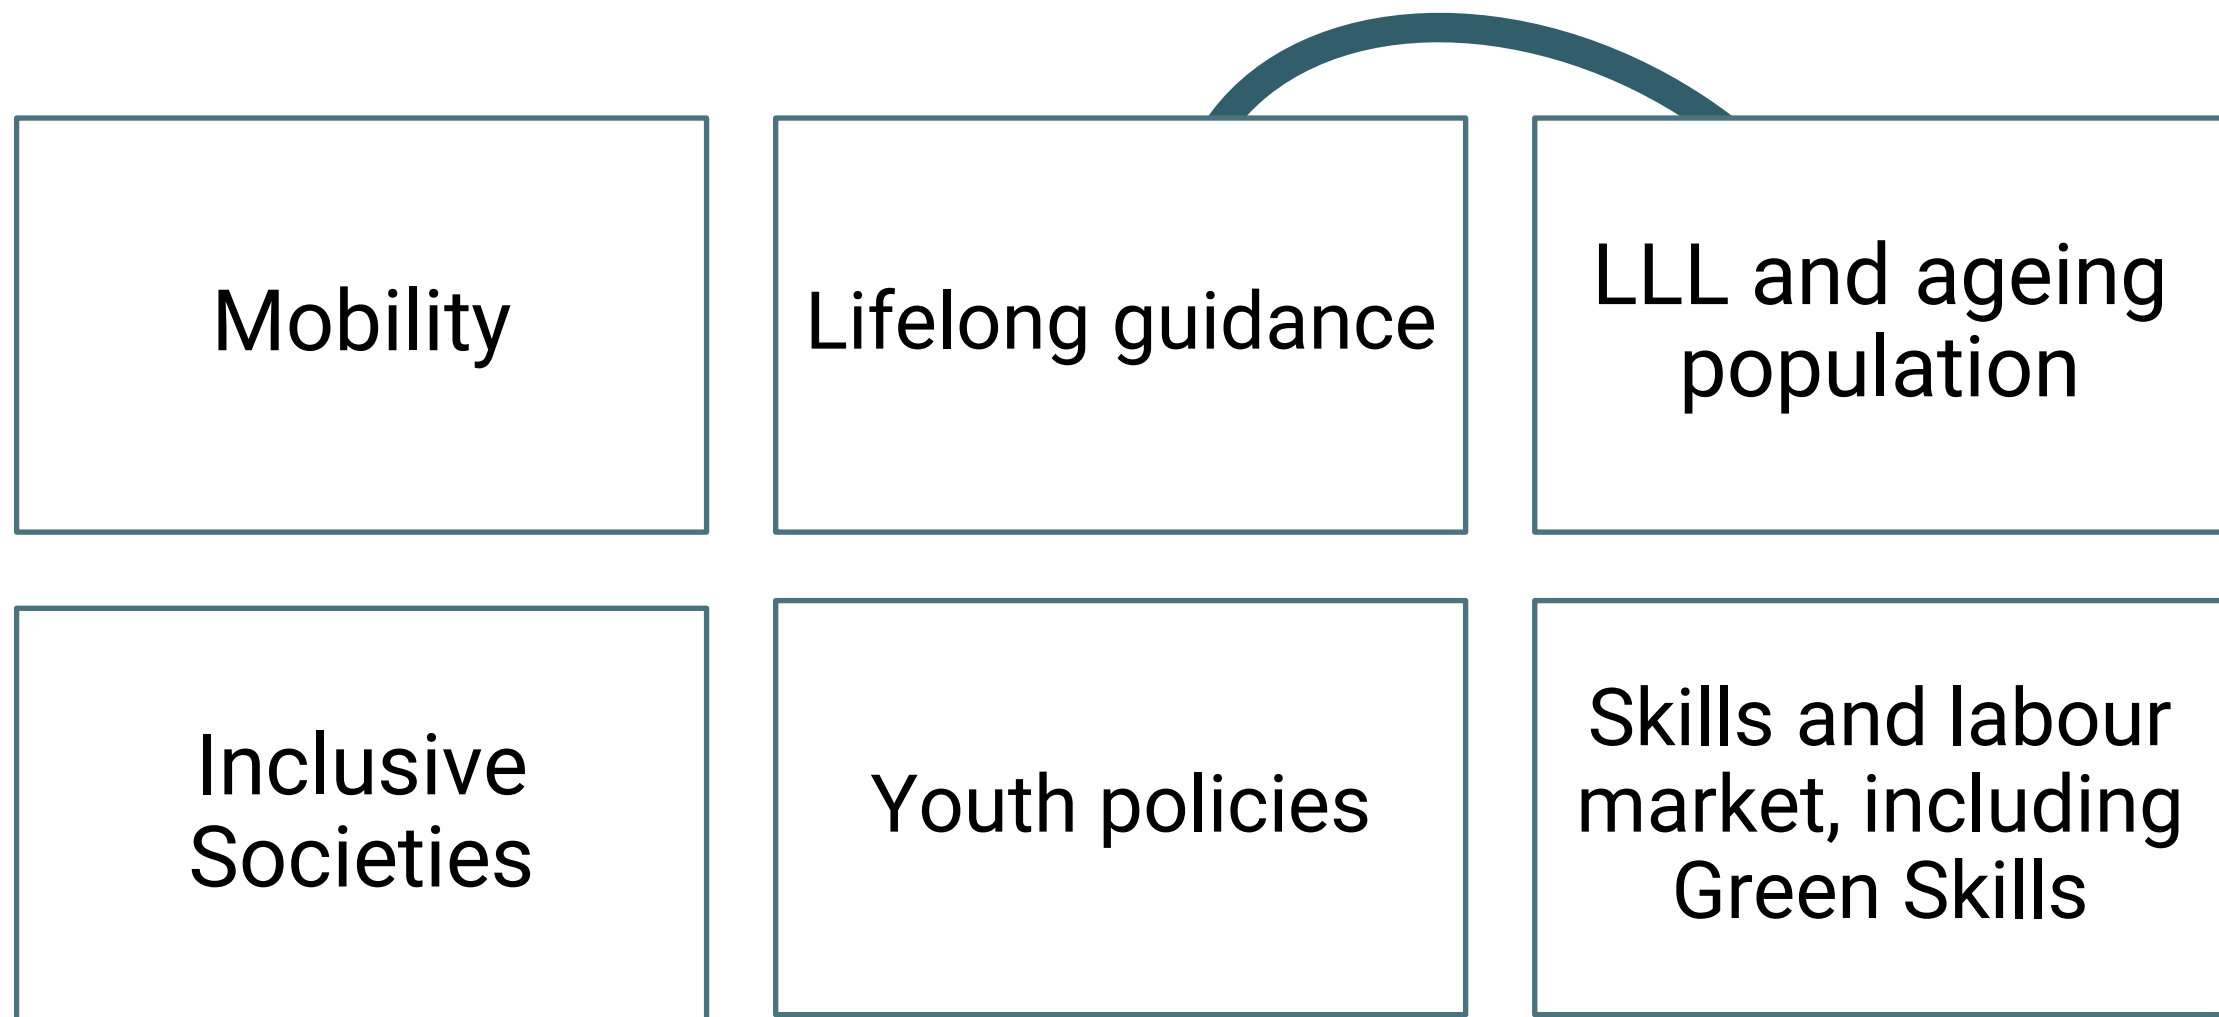 Mobility
Lifelong guidance
LLL and ageing
population
Inclusive
Societies
Youth policies
Skills and labour
market, including
Green Skills